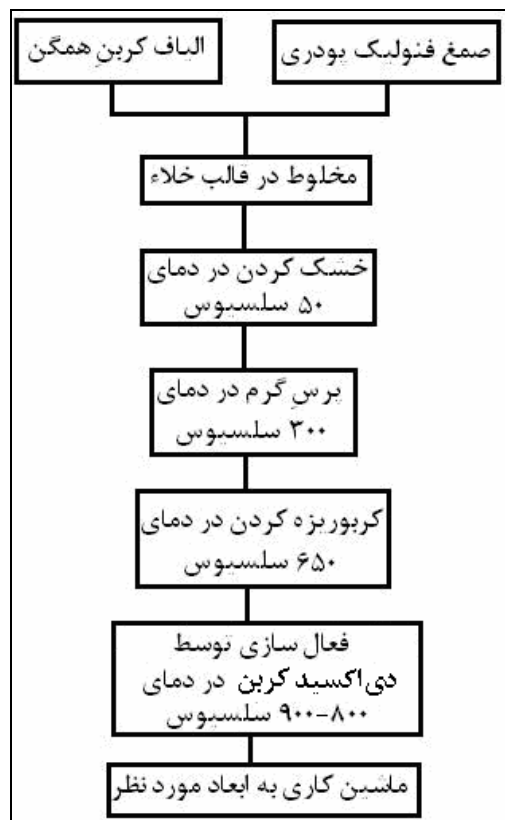 صمغ فنولیک پودری
الیاف کربنِ همگن
مخلوط در قالب خلاء
خشک کردن در دمای
۵۰ سلسیوس
پرسِ گرم در دمای
۳۰۰ سلسیوس
کربوریزه کردن در دمای
۶۵۰ سلسیوس
فعال سازی توسط
دی‌اکسید کربن در دمای
۸۰۰-۹۰۰ سلسیوس
ماشین کاری به ابعاد مورد نظر